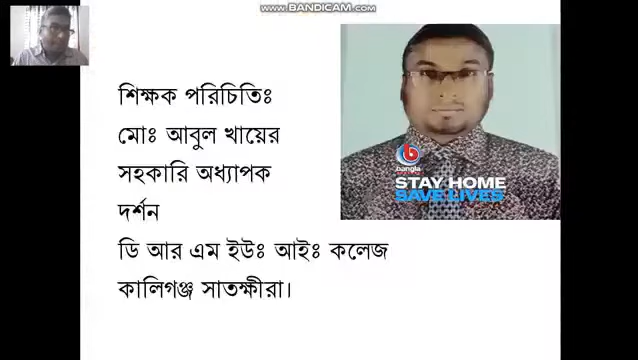 WWW.BANDICAM.COM
শিক্ষক পরিচিতিঃ
মোঃ আবুল খায়ের
সহকারি অধ্যাপক
দর্শন
ডি আর এম ইউঃ আইঃ কলেজ
কালিগঞ্জ সাতক্ষীরা।
bangla
STAY HOME
SAVE LIVES